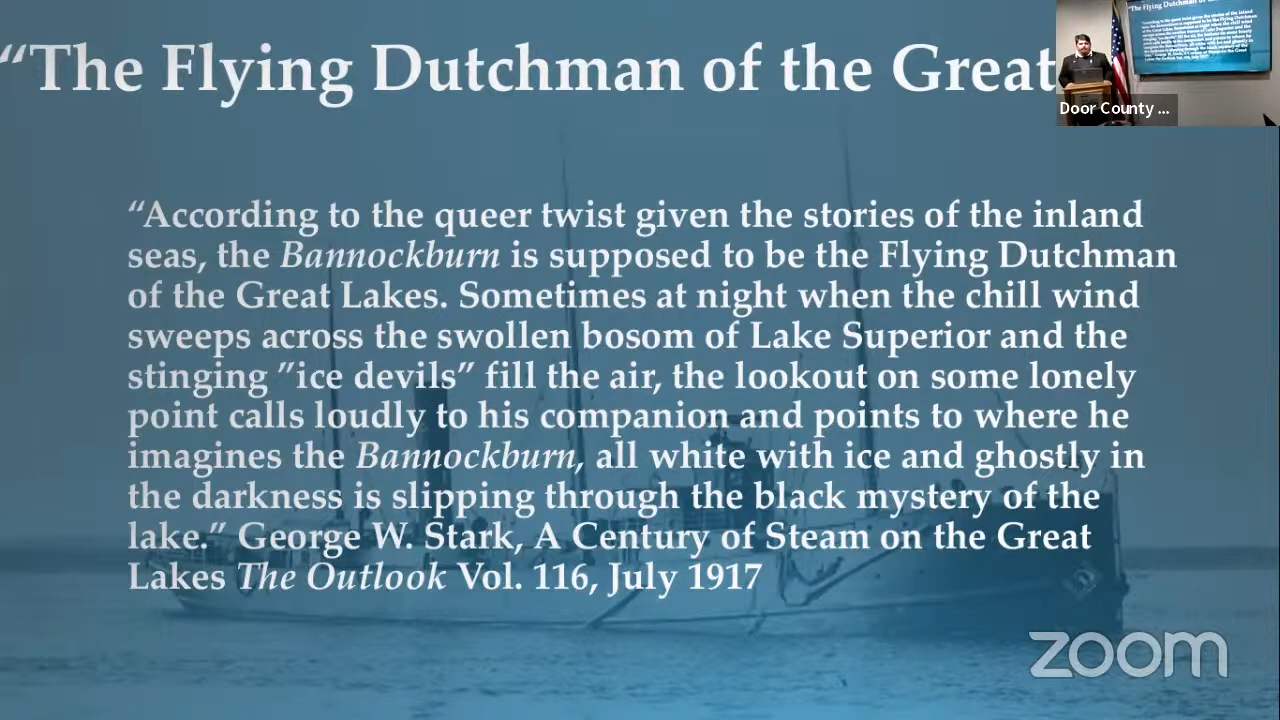 “The Flying Dutchman of the Great
Door County ...
“According to the queer twist given the stories of the inland
seas, the Bannockburn is supposed to be the Flying Dutchman
of the Great Lakes. Sometimes at night when the chill wind
sweeps across the swollen bosom of Lake Superior and the
stinging ”ice devils” fill the air, the lookout on some lonely
point calls loudly to his companion and points to where he
imagines the Bannockburn, all white with ice and ghostly in
the darkness is slipping through the black mystery of the
lake.” George W. Stark, A Century of Steam on the Great
Lakes The Outlook Vol. 116, July 1917
zoom